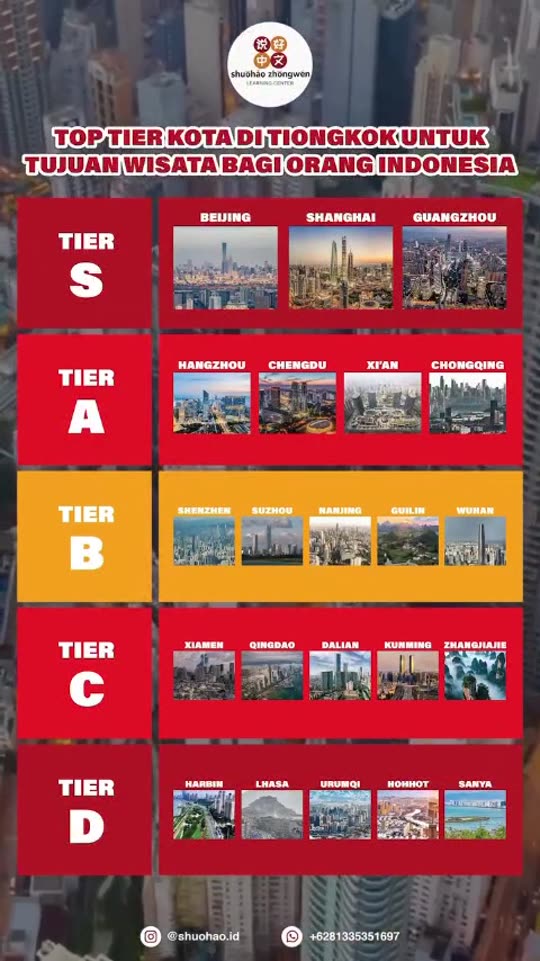 说 好
中 文
shuōhǎo zhōngwén
LEARNING CENTER
TOP TIER KOTA DI TIONGKOK UNTUK
TUJUAN WISATA BAGI ORANG INDONESIA
TIER
S
BEIJING
SHANGHAI
GUANGZHOU
TIER
A
HANGZHOU
CHENGDU
XI'AN
CHONGQING
TIER
B
SHENZHEN
SUZHOU
NANJING
GUILIN
WUHAN
TIER
C
XIAMEN
QINGDAO
DALIAN
KUNMING
ZHANGJIAJIE
TIER
D
HARBIN
LHASA
URUMQI
HOHHOT
SANYA
@shuohao.id
+6281335351697